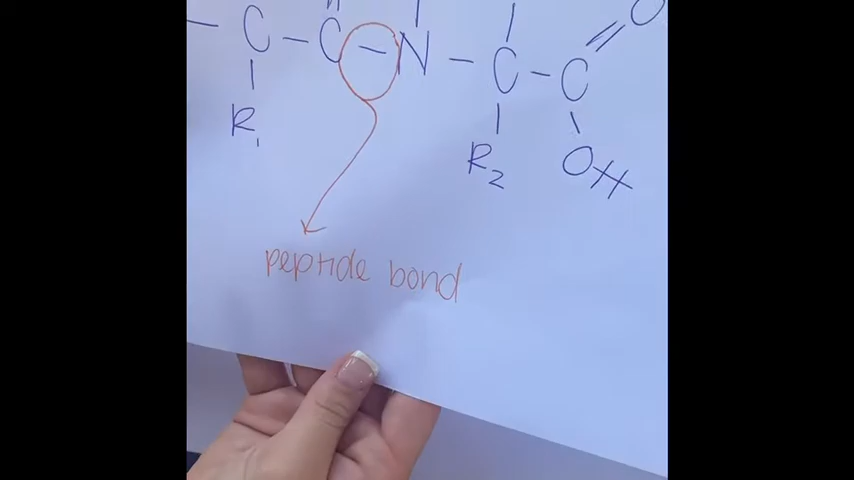 C - C - N - C - C = O
R1 R2 OH
peptide bond